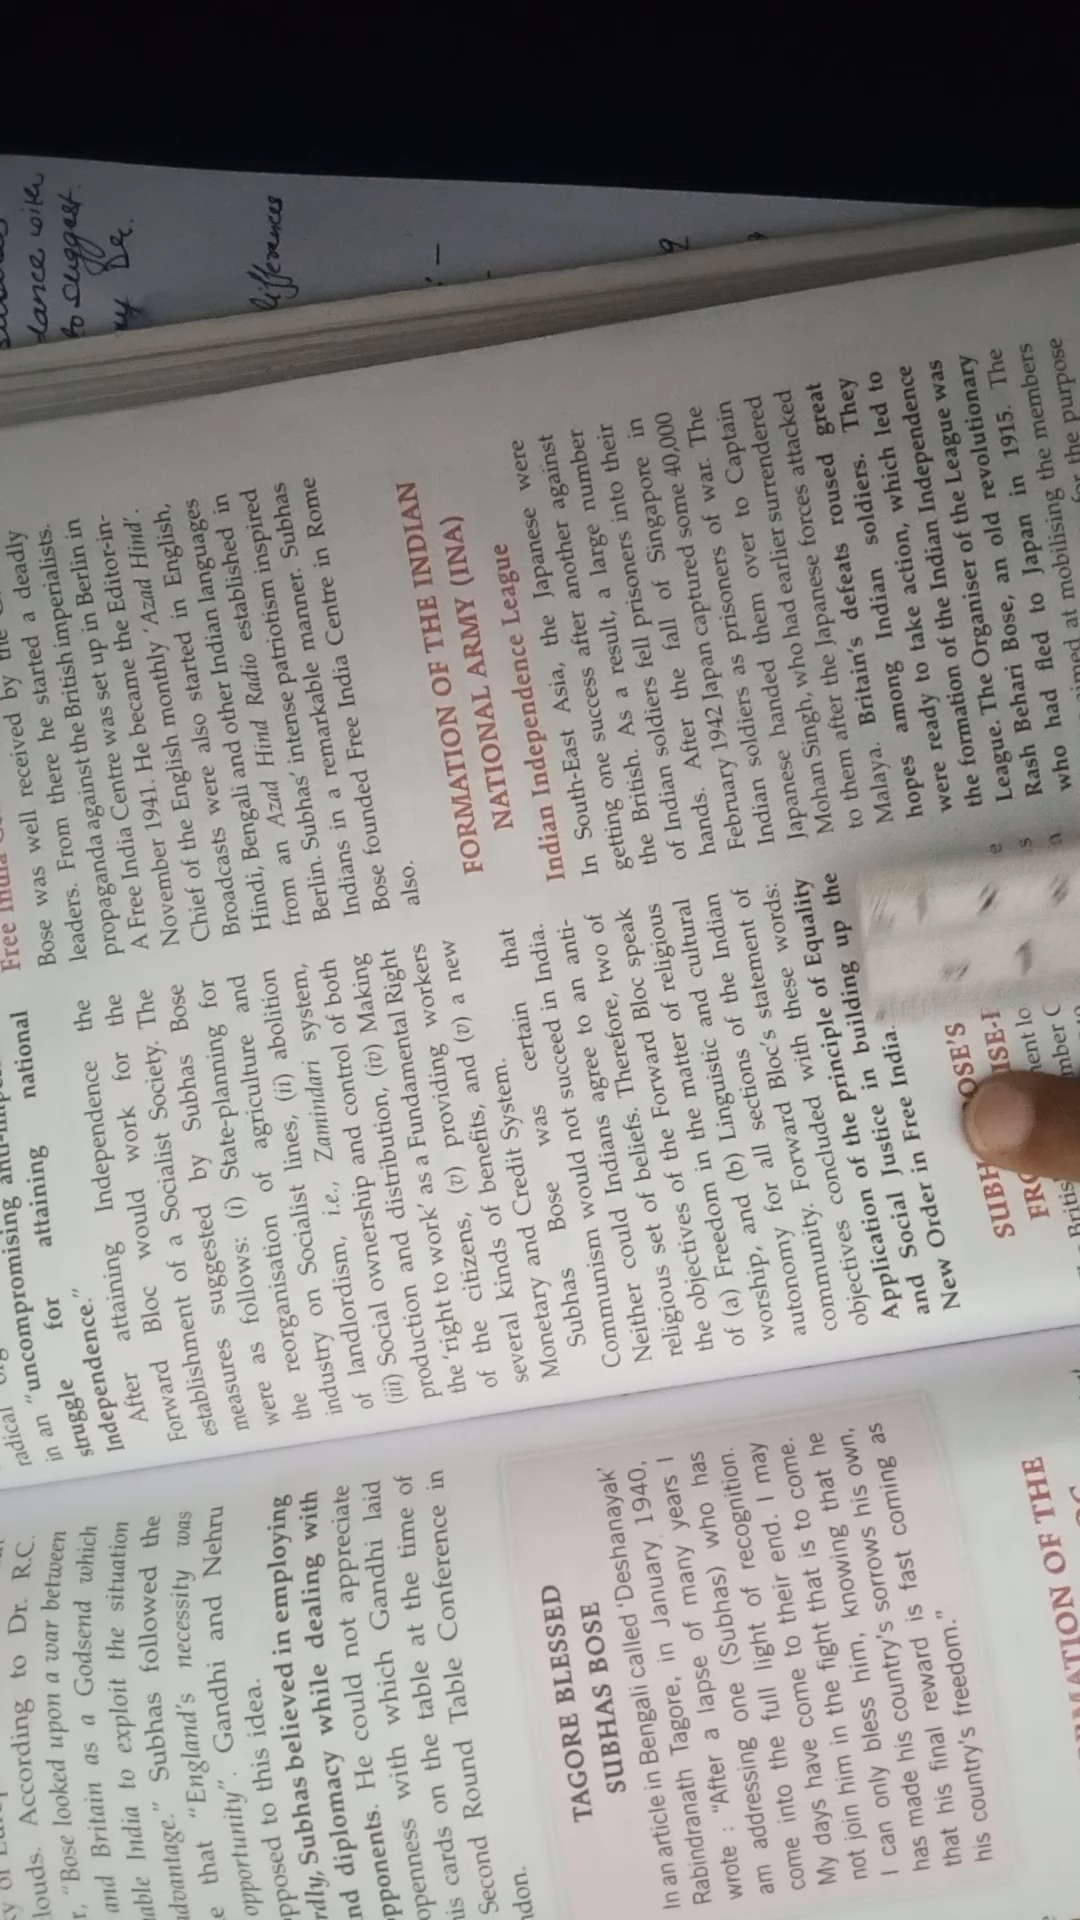 louds. According to Dr. R.C.
"Bose looked upon a war between
and Britain as a Godsend which
India to exploit the situation
Subhas followed the
that "England's necessity was
opportunity". Gandhi and Nehru
to this idea.
Subhas believed in employing
diplomacy while dealing with
He could not appreciate
openness with which Gandhi laid
is cards on the table at the time of
Second Round Table Conference in
TAGORE BLESSED
SUBHAS BOSE
In an article in Bengali called 'Deshanayak'
Rabindranath Tagore, in January 1940,
wrote : "After a lapse of many years I
am addressing one (Subhas) who has
come into the full light of recognition.
My days have come to their end. I may
not join him in the fight that is to come.
I can only bless him, knowing that he
has made his country's sorrows his own,
that his final reward is fast coming as
his country's freedom."
MATION OF THE
radical
in an "uncompromising
struggle for attaining national
Independence."
After attaining Independence the
Forward Bloc would work for the
establishment of a Socialist Society. The
measures suggested by Subhas Bose
were as follows: (i) State-planning for
the reorganisation of agriculture and
industry on Socialist lines, (ii) abolition
of landlordism, i.e., Zamindari system,
(iii) Social ownership and control of both
production and distribution, (iv) Making
the 'right to work' as a Fundamental Right
of the citizens, (v) providing workers
several kinds of benefits, and (v) a new
Monetary and Credit System.
Subhas Bose was certain that
Communism would not succeed in India.
Neither could Indians agree to an anti-
religious set of beliefs. Therefore, two of
the objectives of the Forward Bloc speak
of (a) Freedom in the matter of religious
worship, and (b) Linguistic and cultural
autonomy for all sections of the Indian
community. Forward Bloc's statement of
objectives concluded with these words:
Application of the principle of Equality
and Social Justice in building up the
New Order in Free India.
OSE'S
Bose was well received by the
leaders. From there he started a deadly
propaganda against the British imperialists.
A Free India Centre was set up in Berlin in
November 1941. He became the Editor-in-
Chief of the English monthly 'Azad Hind'.
Broadcasts were also started in English,
Hindi, Bengali and other Indian languages
from an Azad Hind Radio established in
Berlin. Subhas' intense patriotism inspired
Indians in a remarkable manner. Subhas
Bose founded Free India Centre in Rome
also.
FORMATION OF THE INDIAN
NATIONAL ARMY (INA)
Indian Independence League
In South-East Asia, the Japanese were
getting one success after another against
the British. As a result, a large number
of Indian soldiers fell prisoners into their
hands. After the fall of Singapore in
February 1942 Japan captured some 40,000
Indian soldiers as prisoners of war. The
Japanese handed them over to Captain
Mohan Singh, who had earlier surrendered
to them after the Japanese forces attacked
Malaya. Britain's defeats roused great
hopes among Indian soldiers. They
were ready to take action, which led to
the formation of the Indian Independence
League. The Organiser of the League was
Rash Behari Bose, an old revolutionary
who had fled to Japan in 1915. The
aimed at mobilising the members
for the purpose
with
to suggest
differences